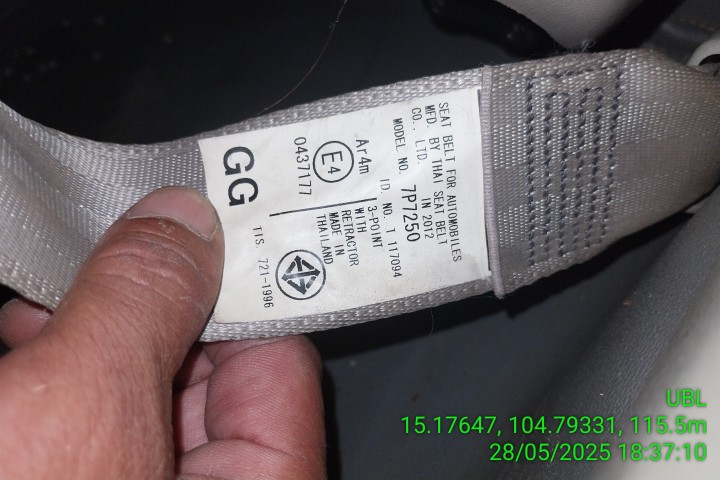 SEAT BELT FOR AUTOMOBILES
MFD. BY THAI SEAT BELT
CO., LTD. IN 2012
MODEL NO. 7P7250
ID. NO. T 117094
Ar4m
E4
0437177
3-POINT
WITH
RETRACTOR
MADE IN
THAILAND
GG
TIS. 721-1996
UBL
15.17647, 104.79331, 115.5m
28/05/2025 18:37:10